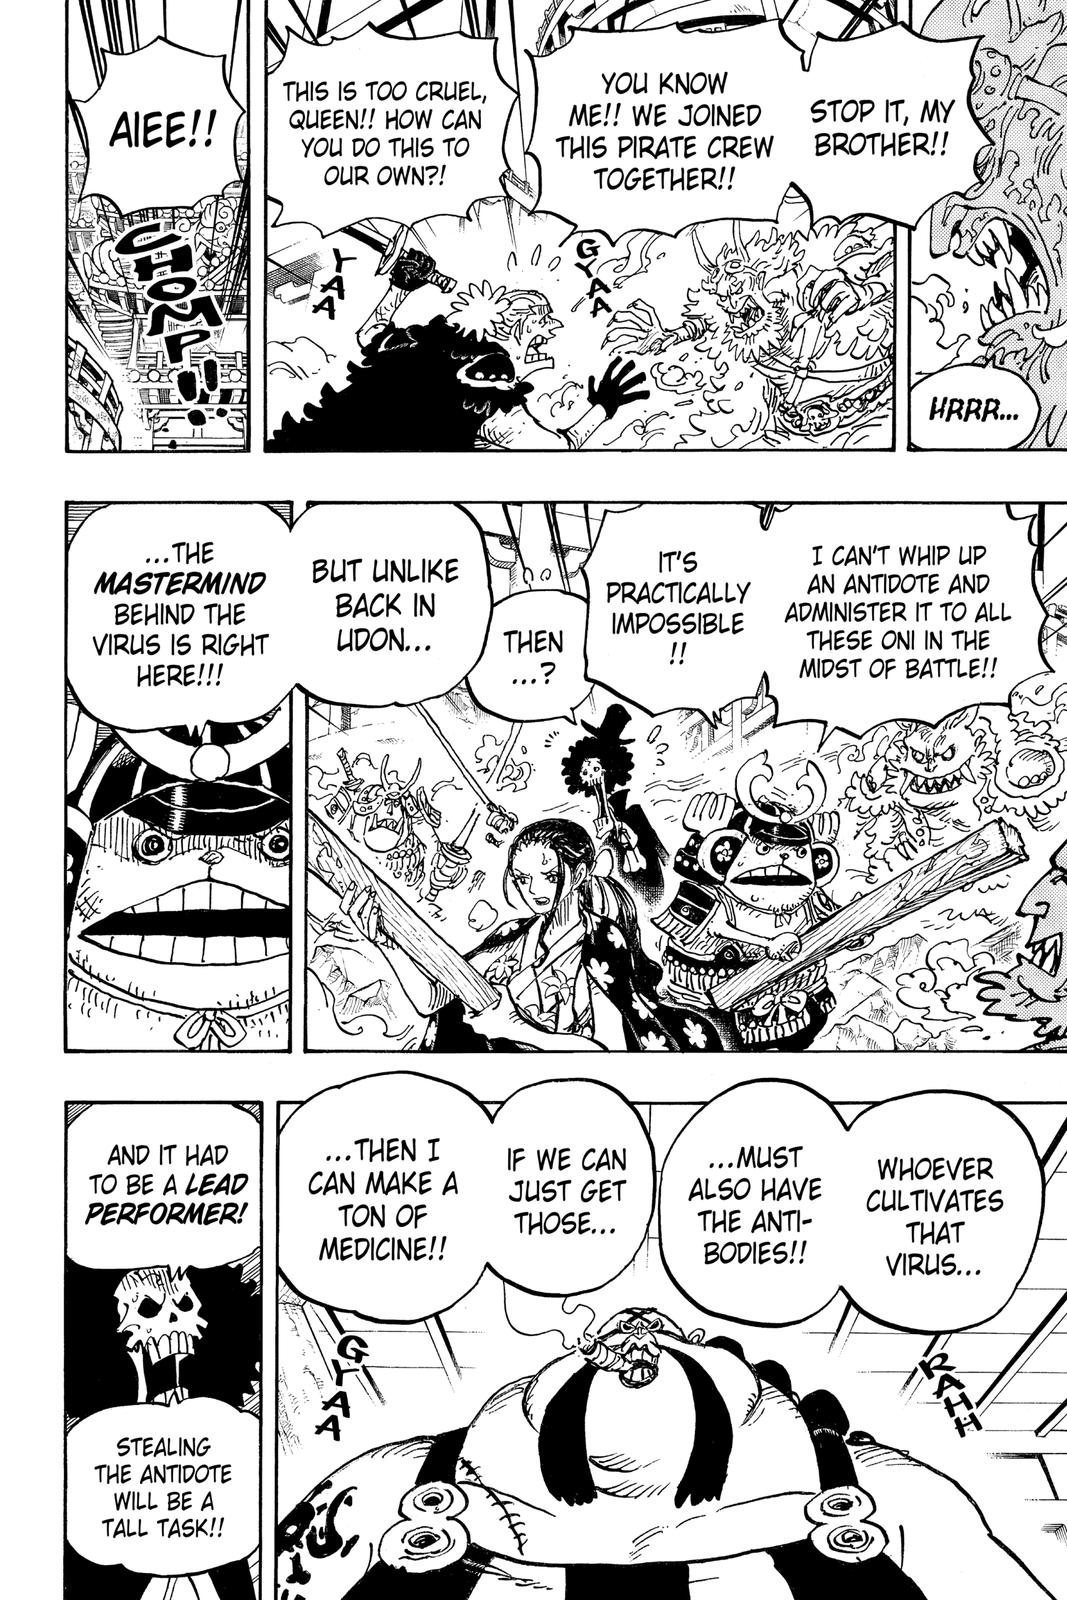 STOP IT, MY
BROTHER!!
HRRR...
YOU KNOW
ME!! WE JOINED
THIS PIRATE CREW
TOGETHER!!
GYAA
THIS IS TOO CRUEL,
QUEEN!! HOW CAN
YOU DO THIS TO
OUR OWN?!
YAA
AIEE!!
CHOMP!!
I CAN'T WHIP UP
AN ANTIDOTE AND
ADMINISTER IT TO ALL
THESE ONI IN THE
MIDST OF BATTLE!!
IT'S
PRACTICALLY
IMPOSSIBLE
!!
THEN
...?
BUT UNLIKE
BACK IN
UDON...
...THE
MASTERMIND
BEHIND THE
VIRUS IS RIGHT
HERE!!!
WHOEVER
CULTIVATES
THAT
VIRUS...
...MUST
ALSO HAVE
THE ANTI-
BODIES!!
IF WE CAN
JUST GET
THOSE...
...THEN I
CAN MAKE A
TON OF
MEDICINE!!
RAHH
GYAA
AND IT HAD
TO BE A LEAD
PERFORMER!
STEALING
THE ANTIDOTE
WILL BE A
TALL TASK!!